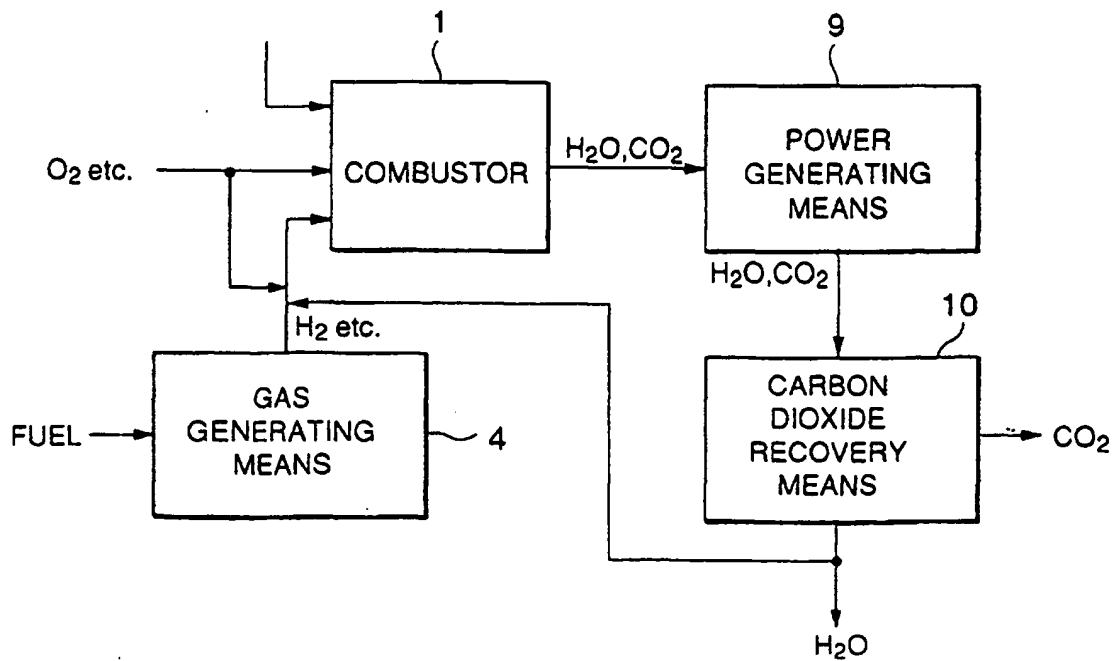 1
9
O₂ etc.
COMBUSTOR
H₂O,CO₂
POWER
GENERATING
MEANS
H₂O,CO₂
10
H₂ etc.
FUEL
GAS
GENERATING
MEANS
4
CARBON
DIOXIDE
RECOVERY
MEANS
CO₂
H₂O